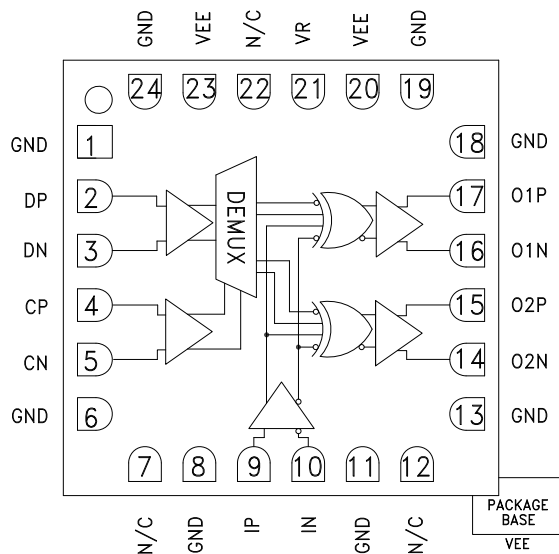 GND VEE N/C VR VEE GND
24 23 22 21 20 19
GND 1 18 GND
DP 2 17 O1P
DN 3 16 O1N
CP 4 15 O2P
CN 5 14 O2N
GND 6 13 GND
DEMUX
7 8 9 10 11 12
N/C GND IP IN GND N/C
PACKAGE
BASE
VEE